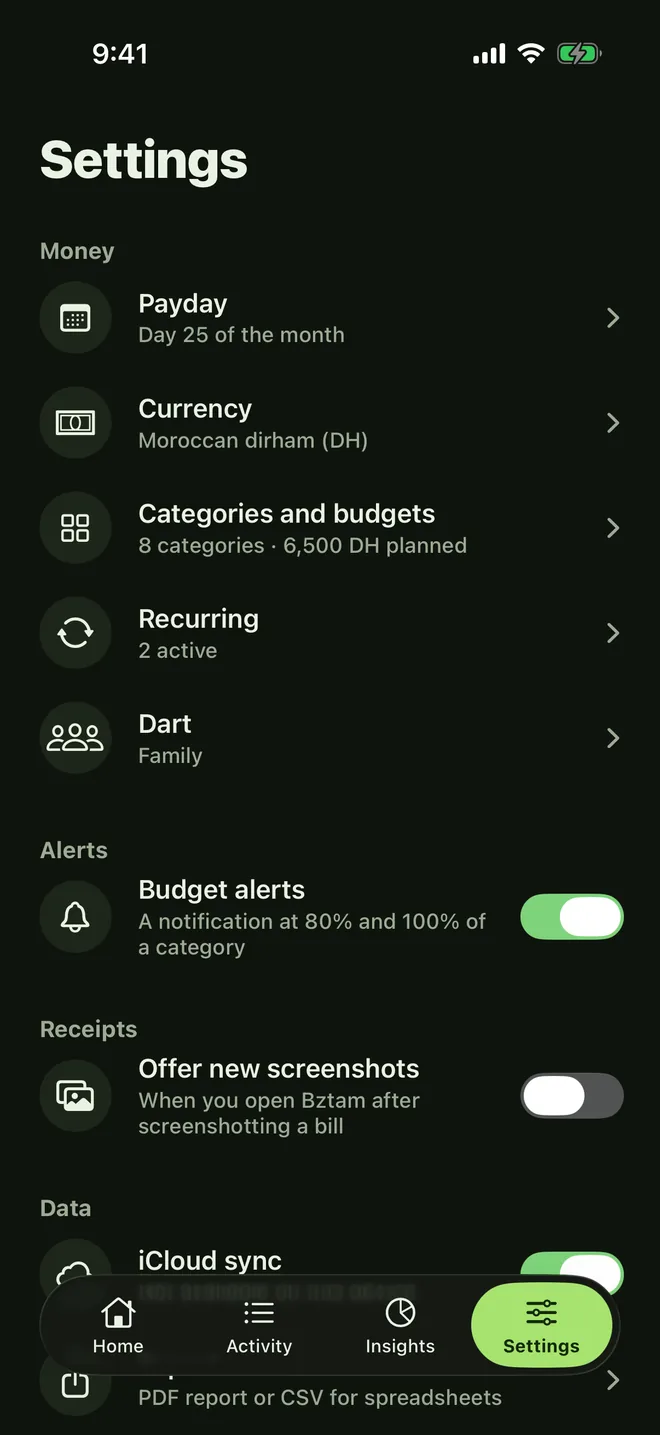 9:41
Settings
Money
Payday
Day 25 of the month
Currency
Moroccan dirham (DH)
Categories and budgets
8 categories · 6,500 DH planned
Recurring
2 active
Dart
Family
Alerts
Budget alerts
A notification at 80% and 100% of
a category
Receipts
Offer new screenshots
When you open Bztam after
screenshotting a bill
Data
iCloud sync
Home
Activity
Insights
Settings
PDF report or CSV for spreadsheets